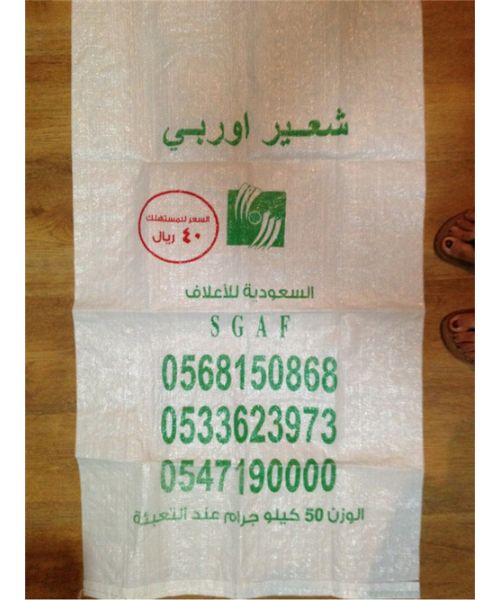 شعير اوربي
السعر للمستهلك
٤٠ ريال
السعودية للأعلاف
SGAF
0568150868
0533623973
0547190000
الوزن 50 كيلو جرام عند التعبئة